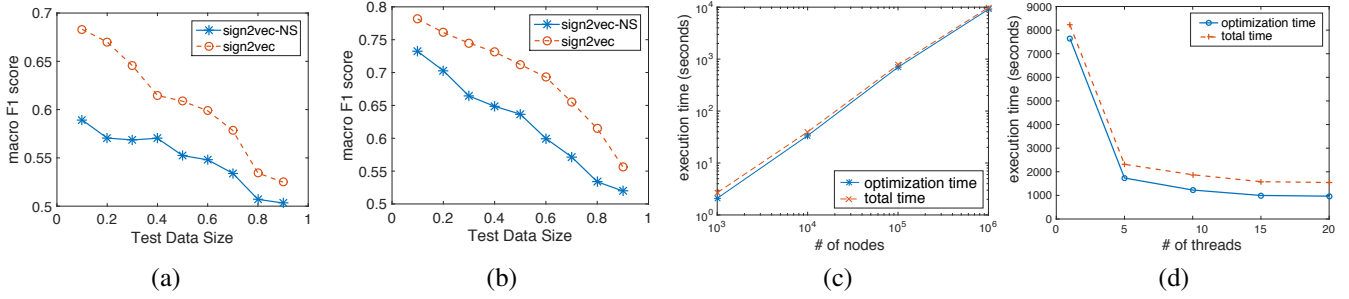 0.7
0.65
0.6
0.55
0.5
macro F1 score
sign2vec-NS
sign2vec
0 0.2 0.4 0.6 0.8 1
Test Data Size
(a)
0.8
0.75
0.7
0.65
0.6
0.55
0.5
macro F1 score
sign2vec-NS
sign2vec
0 0.2 0.4 0.6 0.8 1
Test Data Size
(b)
10^4
10^3
10^2
10^1
10^0
execution time (seconds)
optimization time
total time
10^3 10^4 10^5 10^6
# of nodes
(c)
9000
8000
7000
6000
5000
4000
3000
2000
1000
0
execution time (seconds)
optimization time
total time
0 5 10 15 20
# of threads
(d)